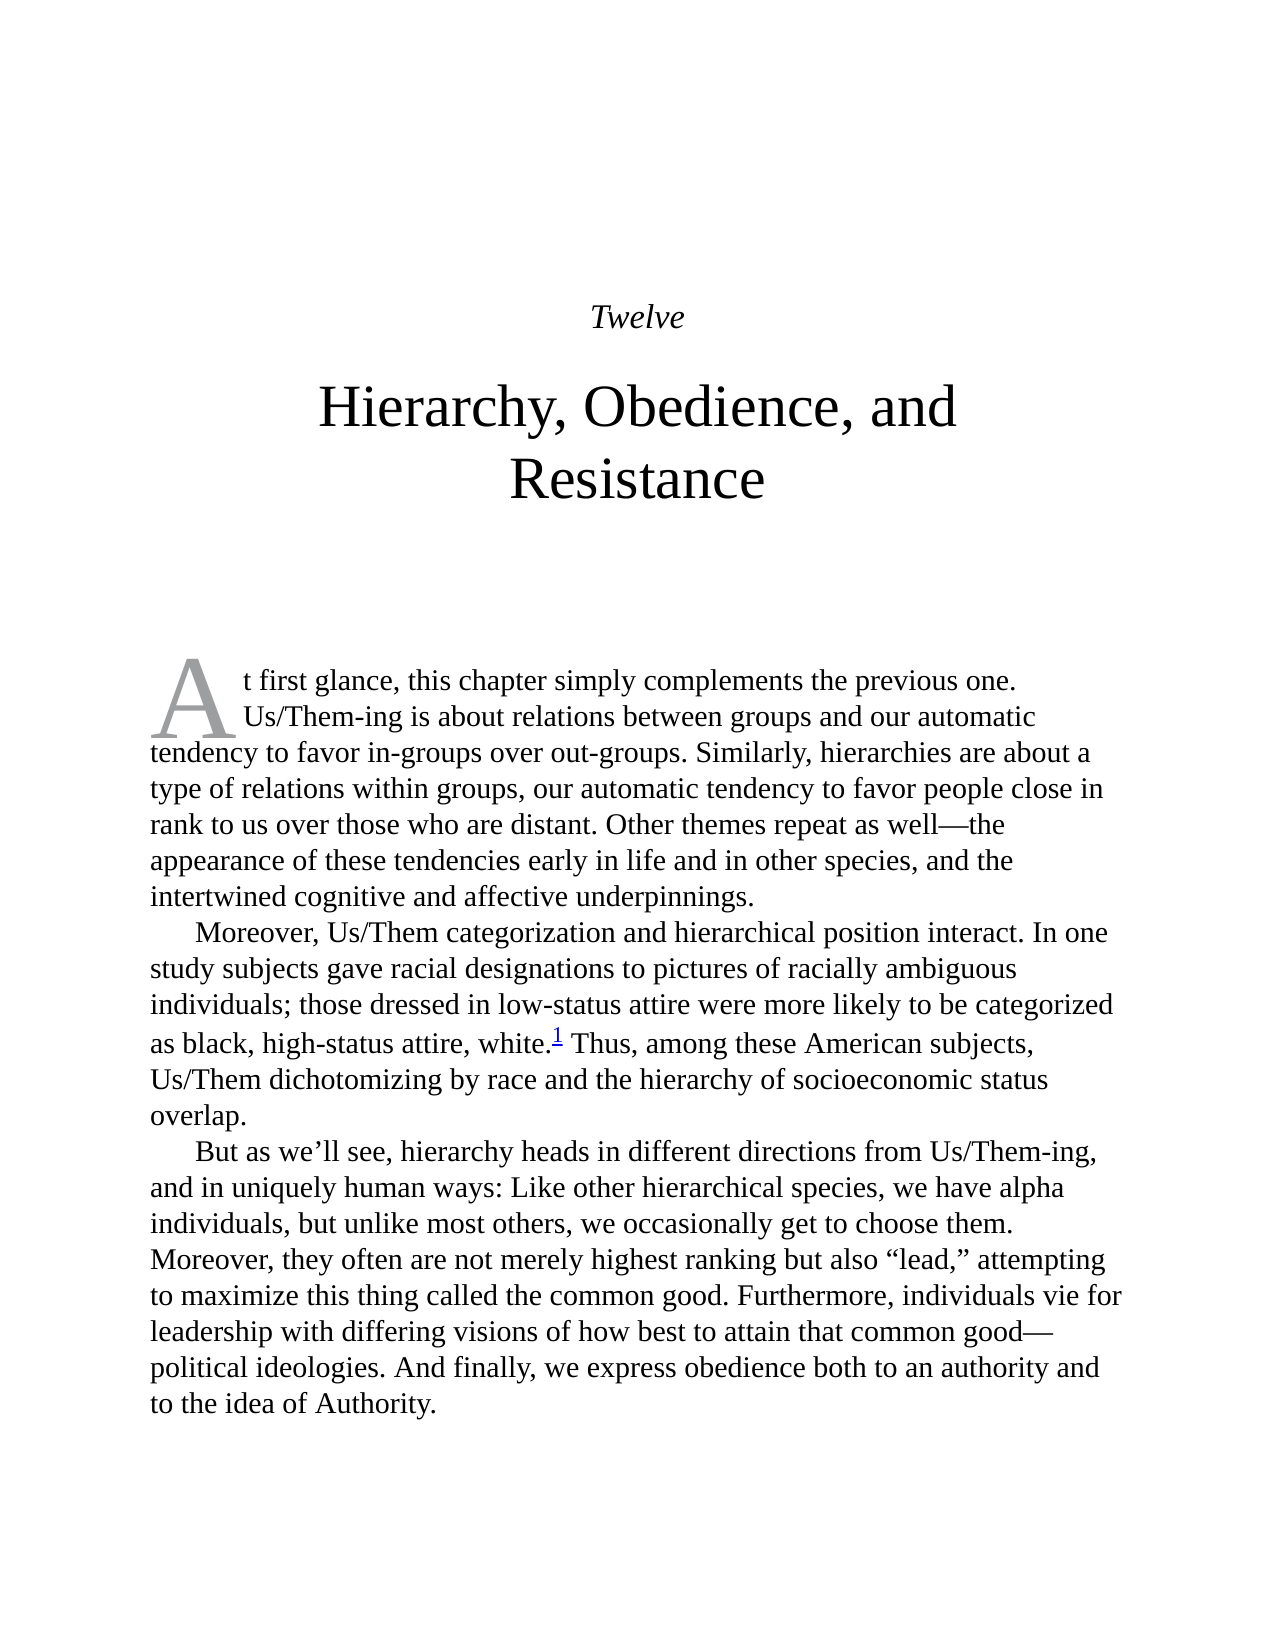 Twelve
Hierarchy, Obedience, and
Resistance
At first glance, this chapter simply complements the previous one.
Us/Them-ing is about relations between groups and our automatic
tendency to favor in-groups over out-groups. Similarly, hierarchies are about a
type of relations within groups, our automatic tendency to favor people close in
rank to us over those who are distant. Other themes repeat as well—the
appearance of these tendencies early in life and in other species, and the
intertwined cognitive and affective underpinnings.
Moreover, Us/Them categorization and hierarchical position interact. In one
study subjects gave racial designations to pictures of racially ambiguous
individuals; those dressed in low-status attire were more likely to be categorized
as black, high-status attire, white.1 Thus, among these American subjects,
Us/Them dichotomizing by race and the hierarchy of socioeconomic status
overlap.
But as we’ll see, hierarchy heads in different directions from Us/Them-ing,
and in uniquely human ways: Like other hierarchical species, we have alpha
individuals, but unlike most others, we occasionally get to choose them.
Moreover, they often are not merely highest ranking but also “lead,” attempting
to maximize this thing called the common good. Furthermore, individuals vie for
leadership with differing visions of how best to attain that common good—
political ideologies. And finally, we express obedience both to an authority and
to the idea of Authority.